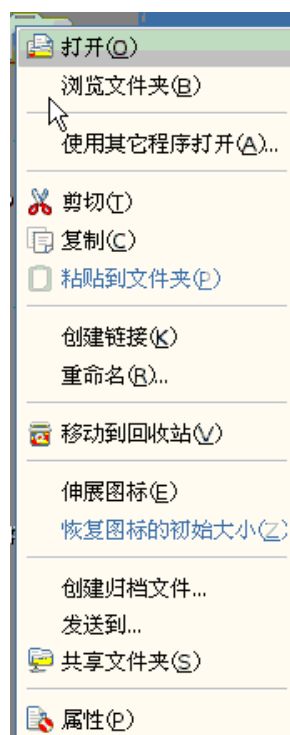 打开(O)
浏览文件夹(B)
使用其它程序打开(A)...
剪切(T)
复制(C)
粘贴到文件夹(P)
创建链接(K)
重命名(R)...
移动到回收站(V)
伸展图标(E)
恢复图标的初始大小(Z)
创建归档文件...
发送到...
共享文件夹(S)
属性(P)